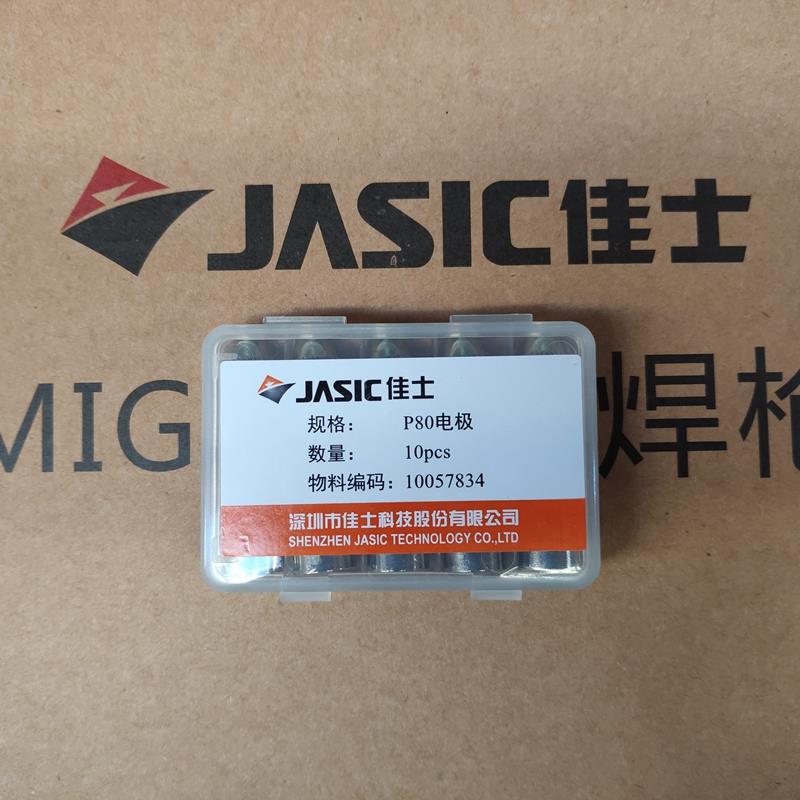 JASIC佳士
MIG
焊枪
JASIC佳士
规格： P80电极
数量： 10pcs
物料编码：10057834
深圳市佳士科技股份有限公司
SHENZHEN JASIC TECHNOLOGY CO.,LTD